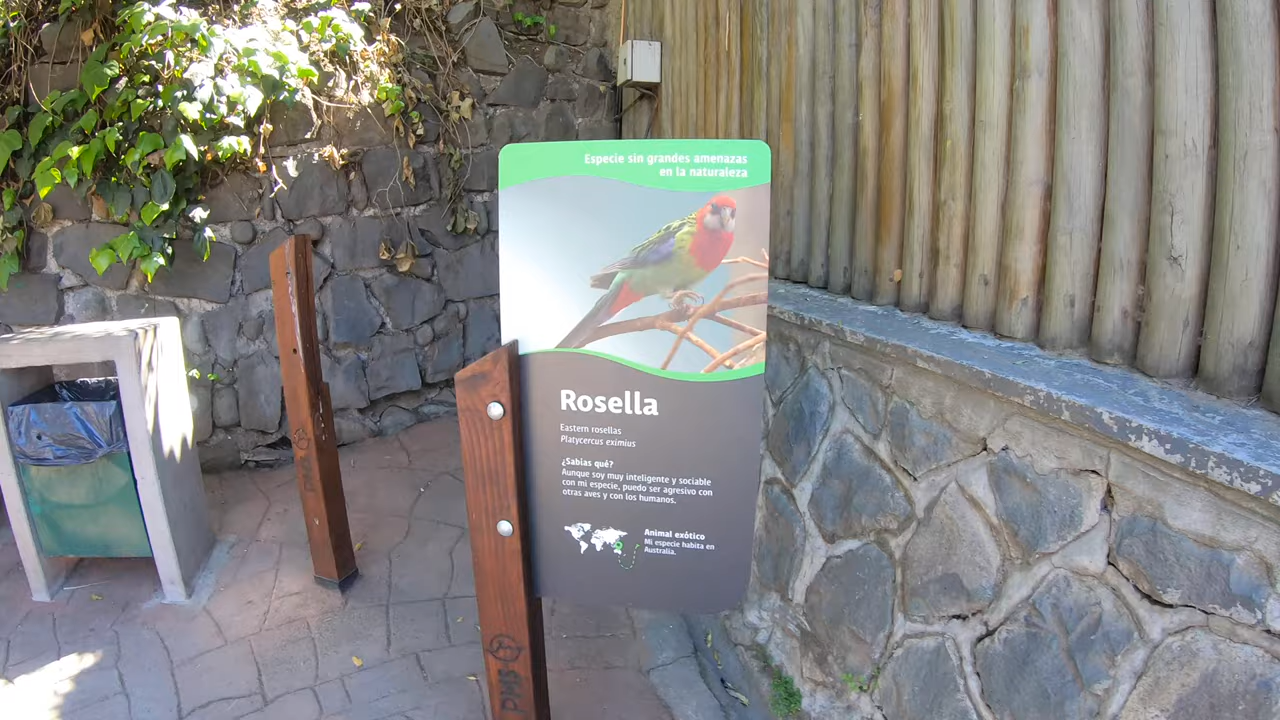 Especie sin grandes amenazas
en la naturaleza
Rosella
Eastern rosellas
Platycercus eximius
¿Sabías qué?
Aunque soy muy inteligente y sociable
con mi especie, puedo ser agresivo con
otras aves y con los humanos.
Animal exótico
Mi especie habita en
Australia.
PMS